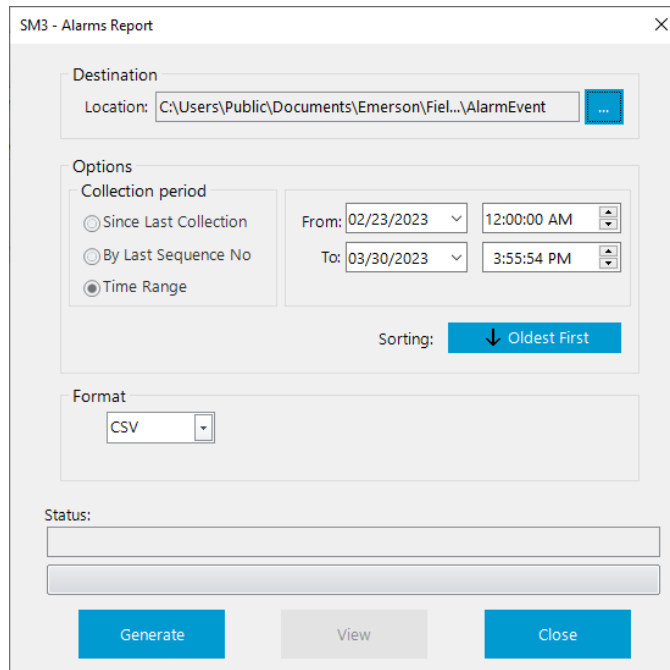 SM3 - Alarms Report
Destination
Location: C:\Users\Public\Documents\Emerson\Fiel...\AlarmEvent ...
Options
Collection period
Since Last Collection
By Last Sequence No
Time Range
From: 02/23/2023 12:00:00 AM
To: 03/30/2023 3:55:54 PM
Sorting: Oldest First
Format
CSV
Status:
Generate View Close